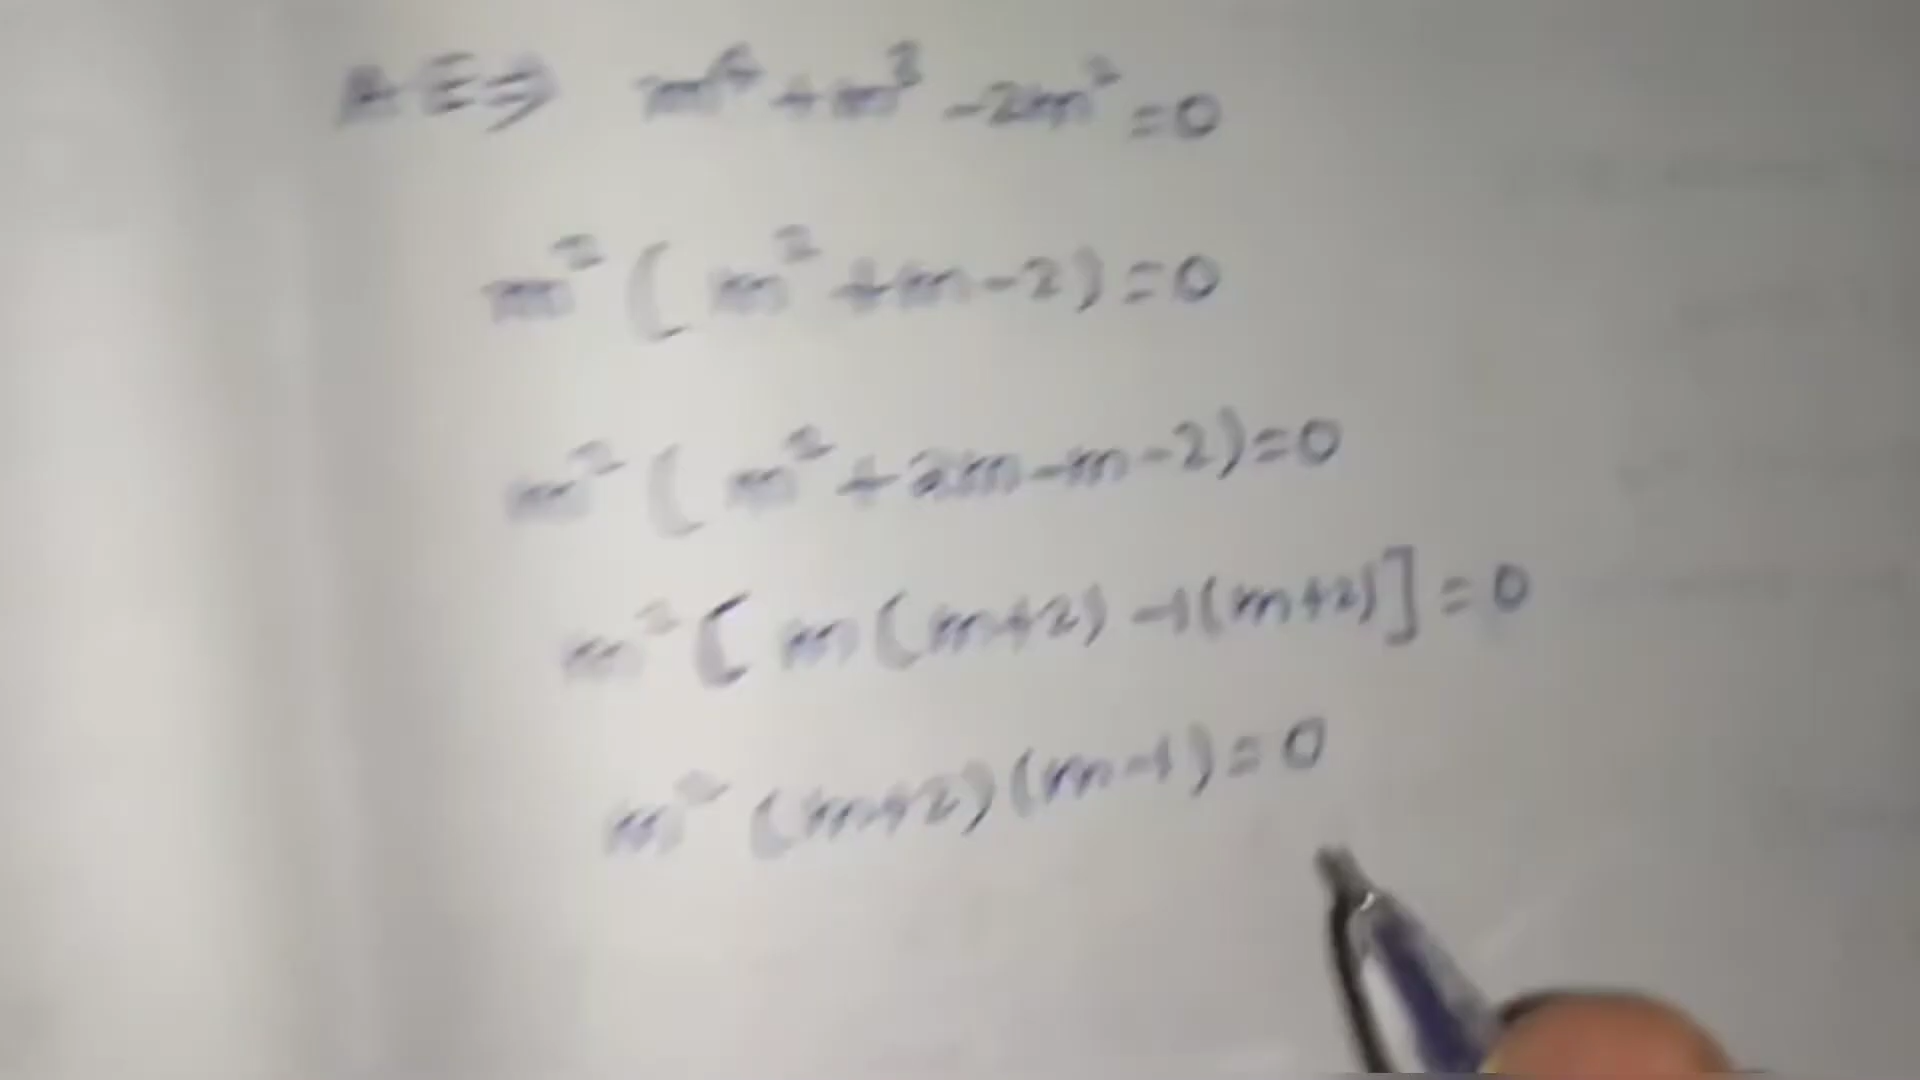 A E ⇒ m⁴ + m³ - 2m² = 0
m² ( m² + m - 2) = 0
m² ( m² + 2m - m - 2) = 0
m² [ m (m+2) -1(m+2)] = 0
m² (m+2) (m-1) = 0